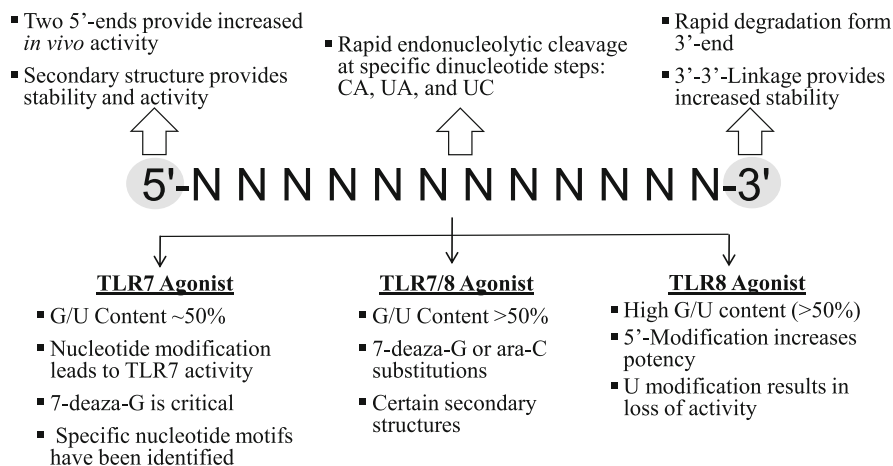 ▪ Two 5’-ends provide increased
in vivo activity
▪ Secondary structure provides
stability and activity
▪ Rapid endonucleolytic cleavage
at specific dinucleotide steps:
CA, UA, and UC
▪ Rapid degradation form
3’-end
▪ 3’-3’-Linkage provides
increased stability
5'-N N N N N N N N N N N N N-3'
TLR7 Agonist
▪ G/U Content ~50%
▪ Nucleotide modification
leads to TLR7 activity
▪ 7-deaza-G is critical
▪ Specific nucleotide motifs
have been identified
TLR7/8 Agonist
▪ G/U Content >50%
▪ 7-deaza-G or ara-C
substitutions
▪ Certain secondary
structures
TLR8 Agonist
▪ High G/U content (>50%)
▪ 5’-Modification increases
potency
▪ U modification results in
loss of activity